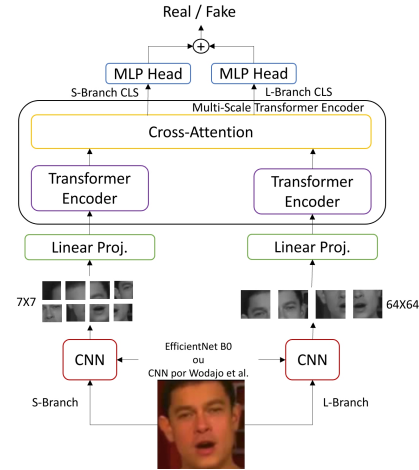 Real / Fake
+
MLP Head
MLP Head
S-Branch CLS
L-Branch CLS
Multi-Scale Transformer Encoder
Cross-Attention
Transformer
Encoder
Transformer
Encoder
Linear Proj.
Linear Proj.
7X7
64X64
EfficientNet B0
ou
CNN por Wodajo et al.
CNN
CNN
S-Branch
L-Branch